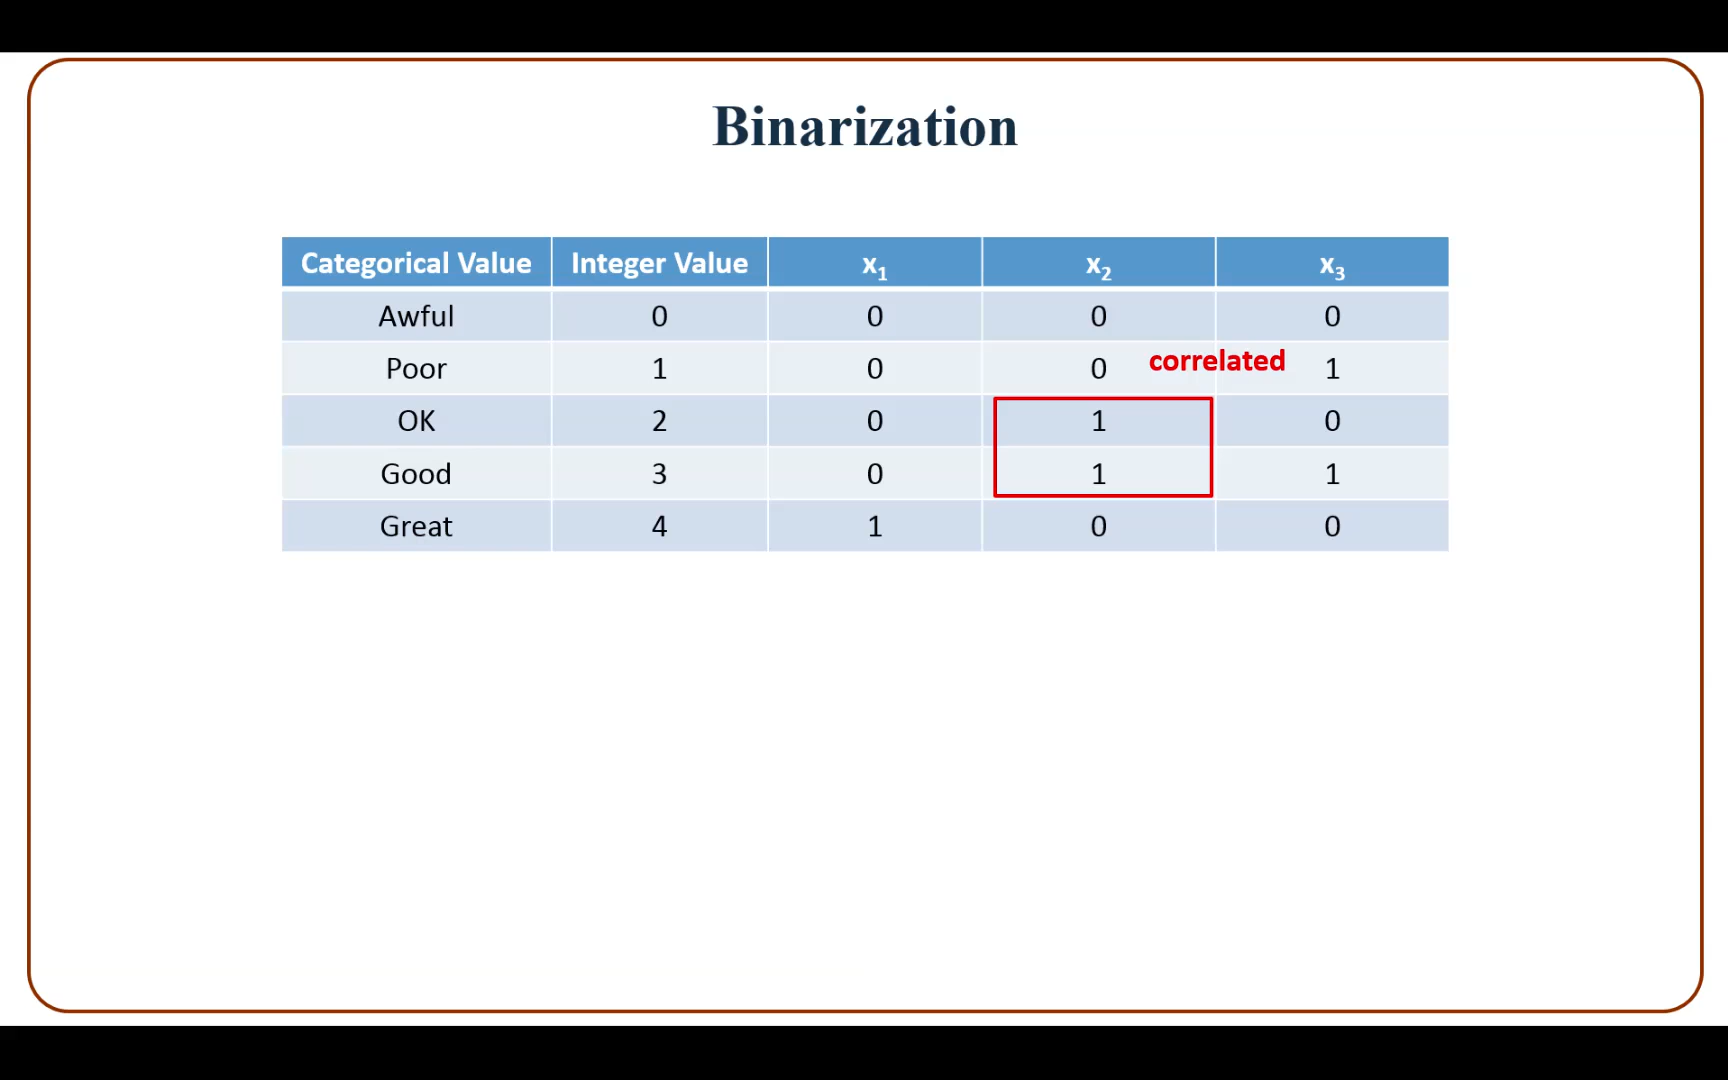 Binarization
Categorical Value Integer Value x₁ x₂ x₃
Awful 0 0 0 0
Poor 1 0 0 correlated 1
OK 2 0 1 0
Good 3 0 1 1
Great 4 1 0 0